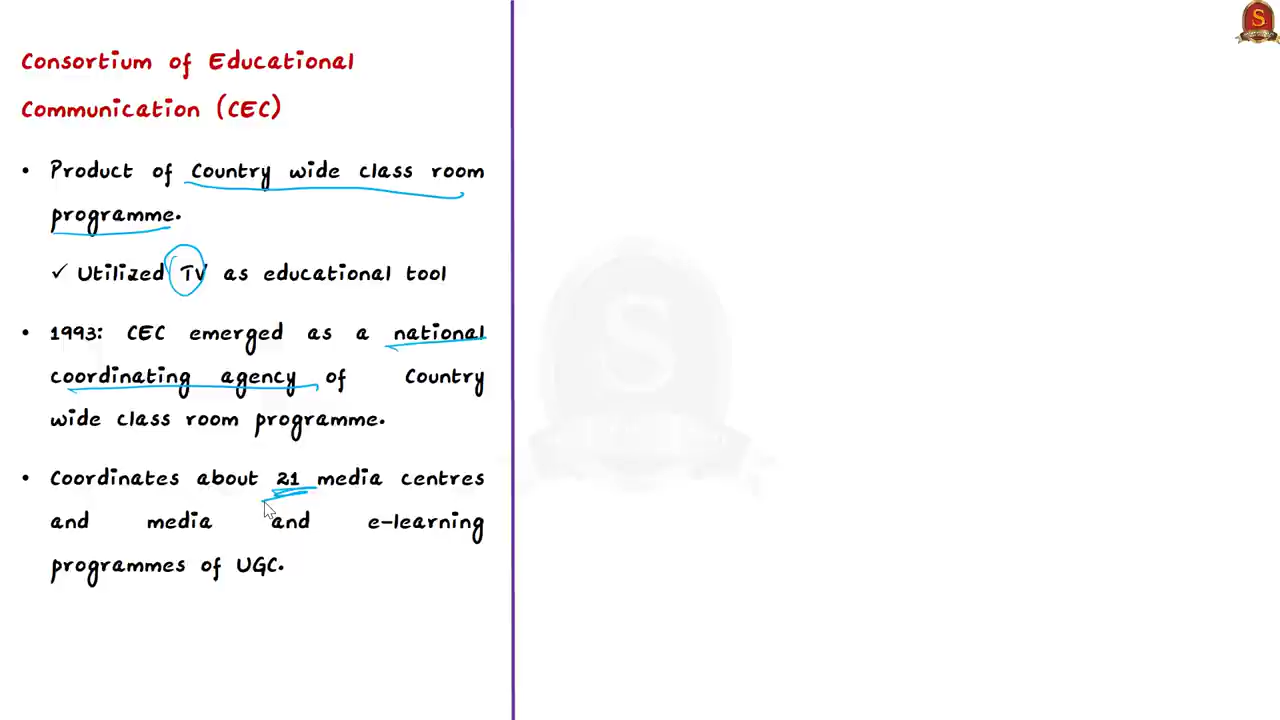 Consortium of Educational
Communication (CEC)
• Product of Country wide class room
programme.
✓ Utilized TV as educational tool
• 1993: CEC emerged as a national
coordinating agency of Country
wide class room programme.
• Coordinates about 21 media centres
and media and e-learning
programmes of UGC.
S
S